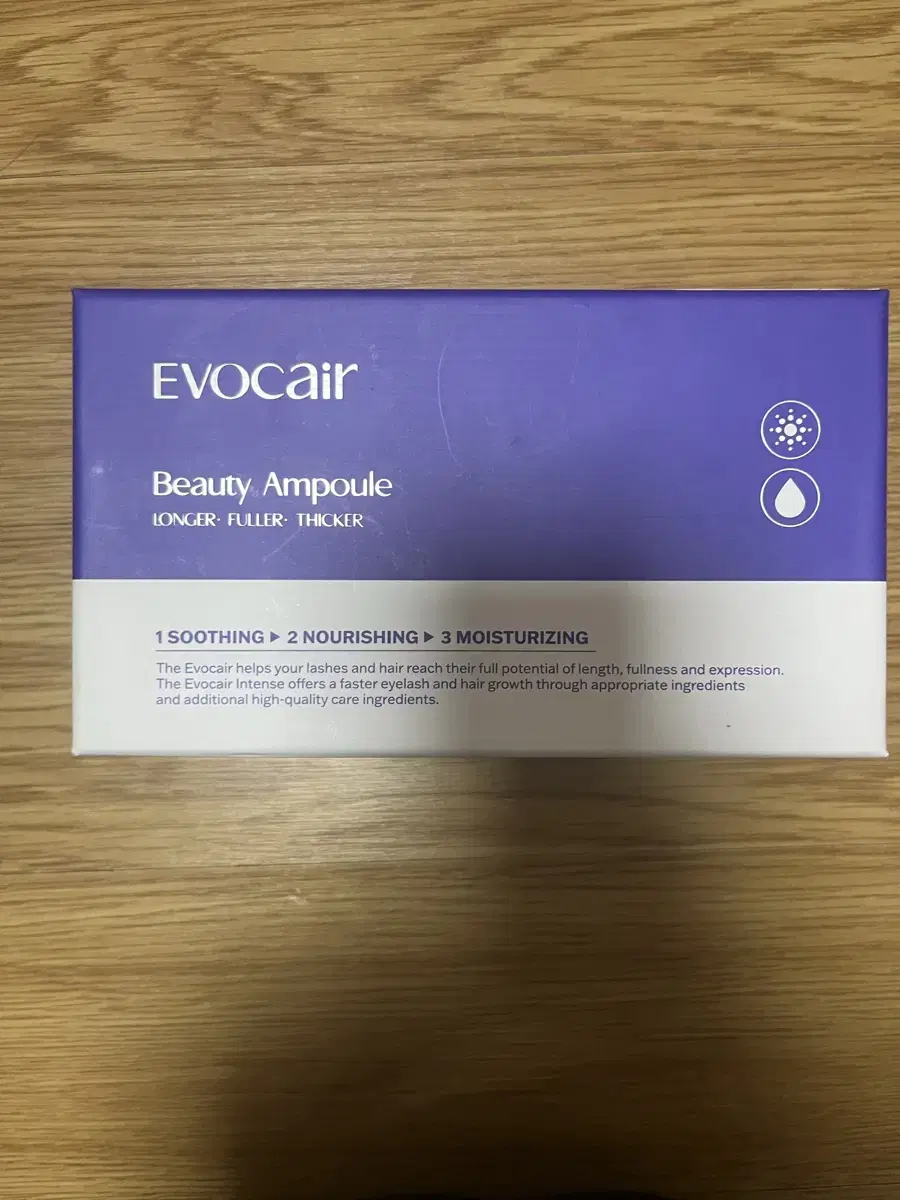 Evocair
Beauty Ampoule
LONGER· FULLER· THICKER
1 SOOTHING ▶ 2 NOURISHING ▶ 3 MOISTURIZING
The Evocair helps your lashes and hair reach their full potential of length, fullness and expression.
The Evocair Intense offers a faster eyelash and hair growth through appropriate ingredients
and additional high-quality care ingredients.